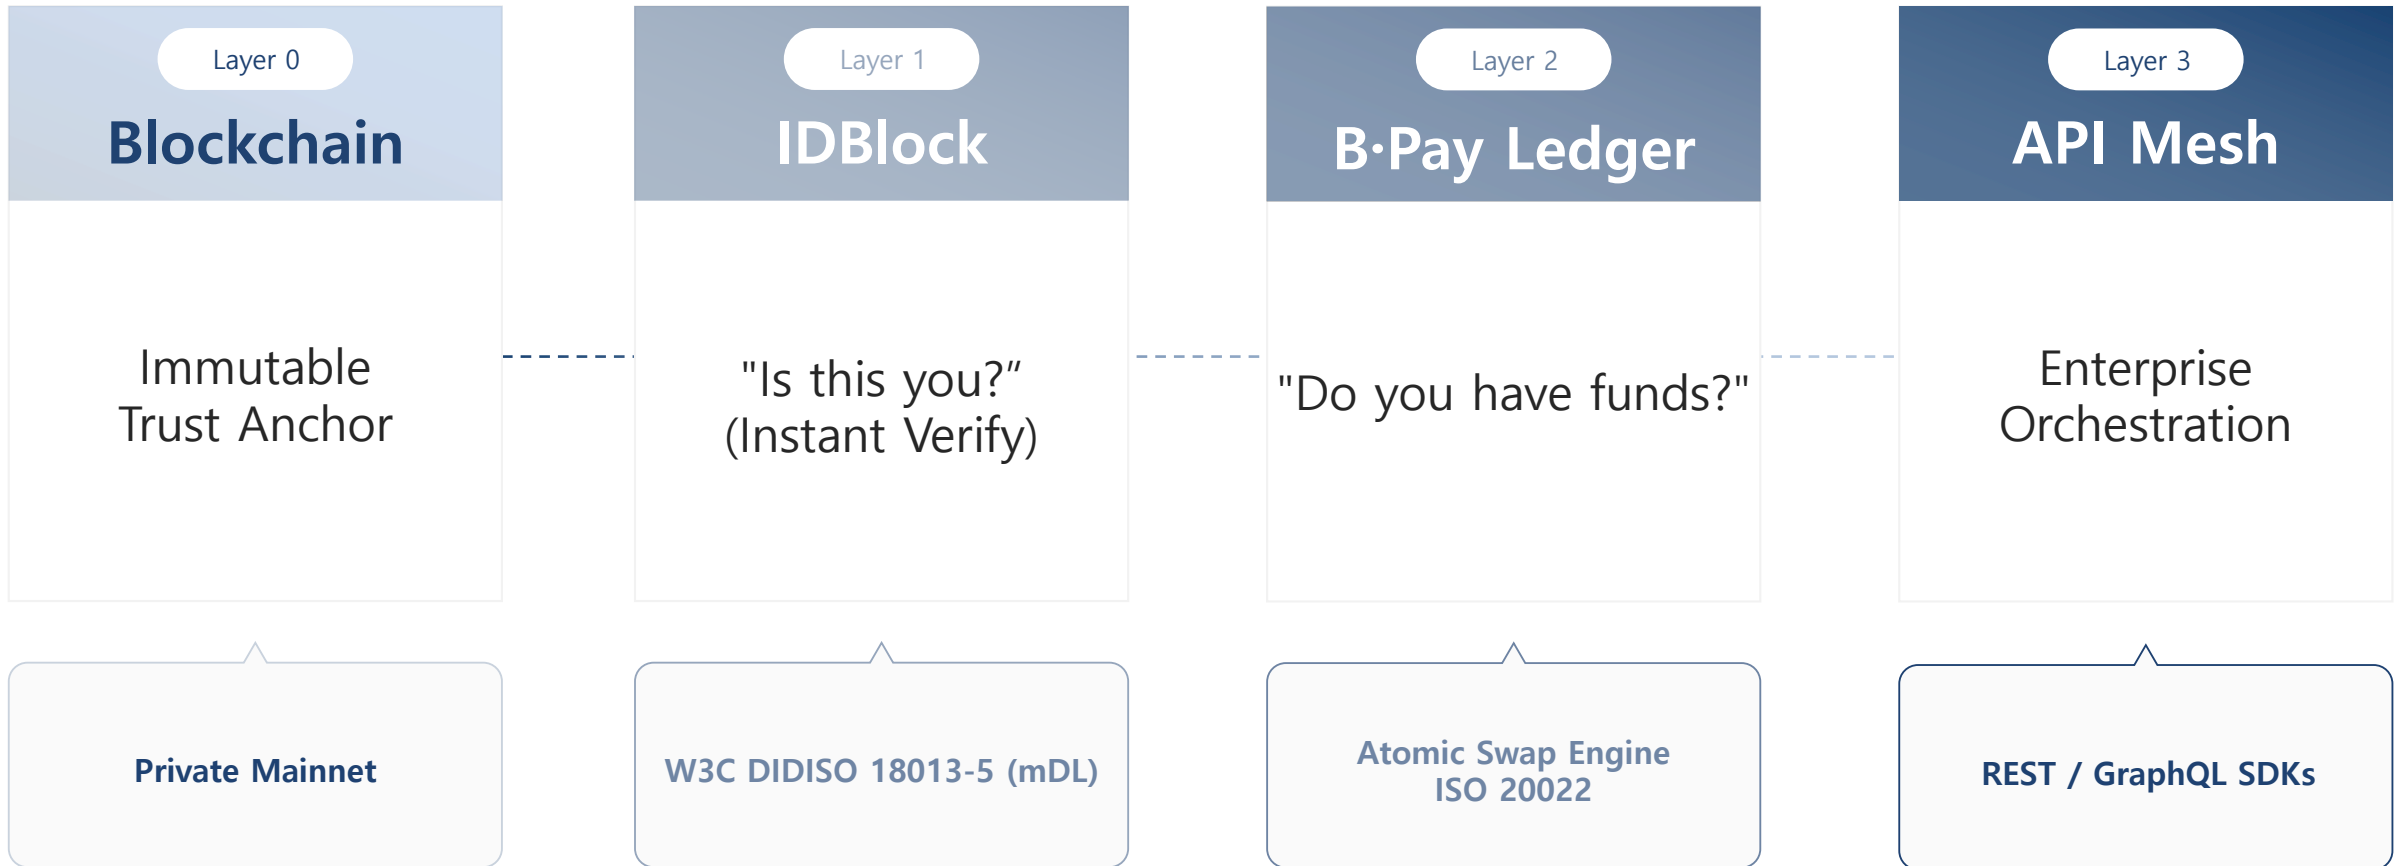 Layer 0
Blockchain
Immutable
Trust Anchor
Private Mainnet
Layer 1
IDBlock
"Is this you?”
(Instant Verify)
W3C DIDISO 18013-5 (mDL)
Layer 2
B·Pay Ledger
"Do you have funds?"
Atomic Swap Engine
ISO 20022
Layer 3
API Mesh
Enterprise
Orchestration
REST / GraphQL SDKs